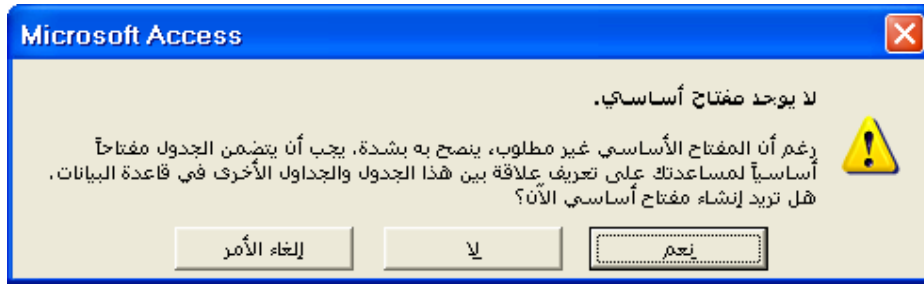 Microsoft Access
لا يوجد مفتاح أساسي.
رغم أن المفتاح الأساسي غير مطلوب، ينصح به بشدة. يجب أن يتضمن الجدول مفتاحاً
أساسياً لمساعدتك على تعريف علاقة بين هذا الجدول والجداول الأخرى في قاعدة البيانات.
هل تريد إنشاء مفتاح أساسي الآن؟
نعم لا إلغاء الأمر